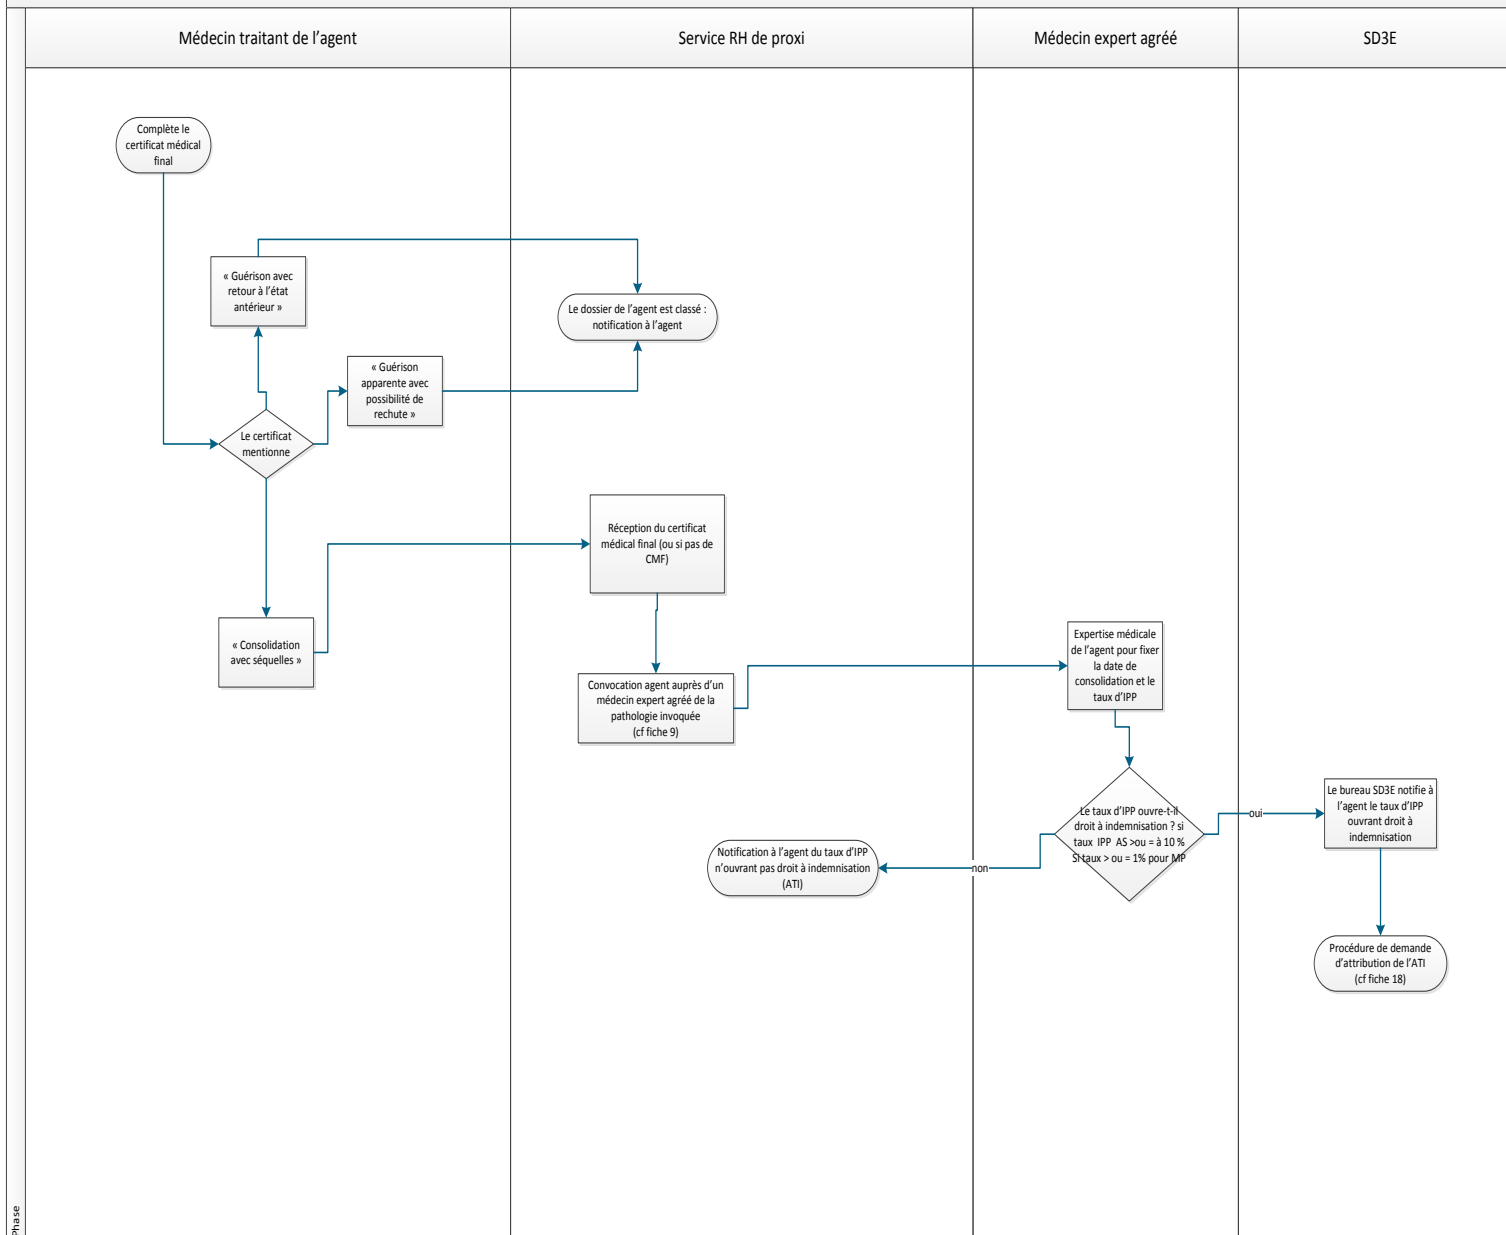 Médecin traitant de l’agent
Service RH de proxi
Médecin expert agréé
SD3E
Complète le
certificat médical
final
« Guérison avec
retour à l’état
antérieur »
Le dossier de l’agent est classé :
notification à l’agent
« Guérison
apparente avec
possibilité de
rechute »
Le certificat
mentionne
Réception du certificat
médical final (ou si pas de
CMF)
« Consolidation
avec séquelles »
Convocation agent auprès d’un
médecin expert agréé de la
pathologie invoquée
(cf fiche 9)
Expertise médicale
de l’agent pour fixer
la date de
consolidation et le
taux d’IPP
Le taux d’IPP ouvre-t-il
droit à indemnisation ? si
taux  IPP  AS >ou = à 10 %
Si taux > ou = 1% pour MP
oui
Le bureau SD3E notifie à
l’agent le taux d’IPP
ouvrant droit à
indemnisation
non
Notification à l’agent du taux d’IPP
n’ouvrant pas droit à indemnisation
(ATI)
Procédure de demande
d’attribution de l’ATI
(cf fiche 18)
Phase